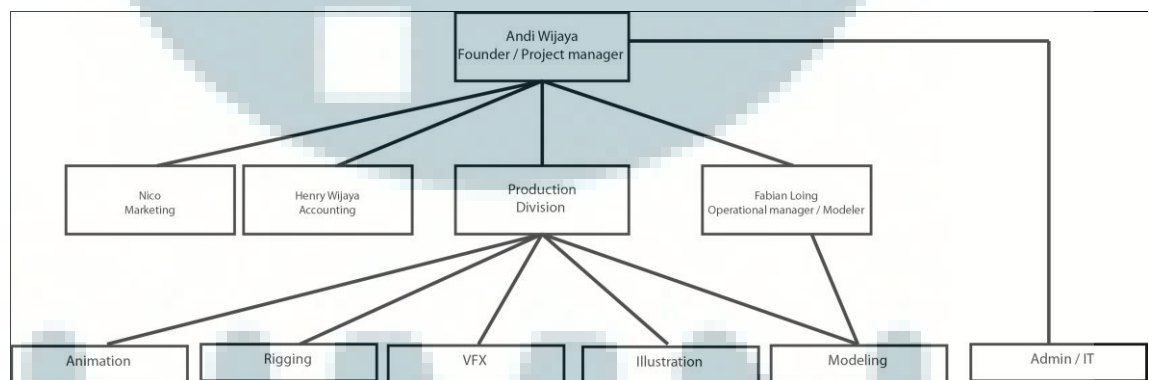 Andi Wijaya
Founder / Project manager
Nico
Marketing
Henry Wijaya
Accounting
Production
Division
Fabian Loing
Operational manager / Modeler
Animation
Rigging
VFX
Illustration
Modeling
Admin / IT